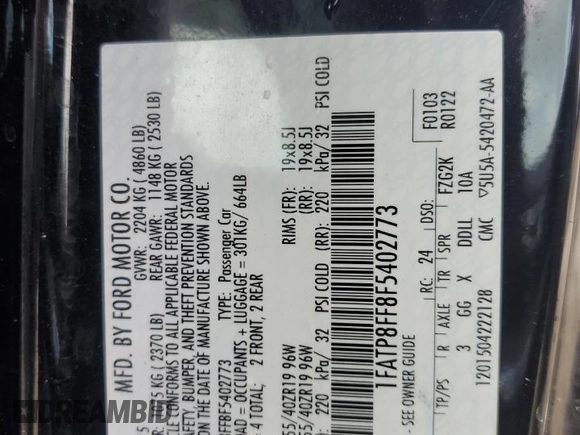 MFD. BY FORD MOTOR CO.
GVWR: 2204 KG ( 4860 LB)
REAR GAWR: 1148 KG ( 2530 LB)
KG ( 2370 LB)
CONFORMS TO ALL APPLICABLE FEDERAL MOTOR
SAFETY, BUMPER, AND THEFT PREVENTION STANDARDS
ON THE DATE OF MANUFACTURE SHOWN ABOVE.
TYPE: Passenger Car
OCCUPANTS + LUGGAGE = 301KG/ 664LB
4 TOTAL; 2 FRONT, 2 REAR
55/40ZR19 96W RIMS (FR): 19x8.5J
55/40ZR19 96W (RR): 19x8.5J
220 kPa/ 32 PSI COLD (RR) 220 kPa/ 32 PSI COLD
1FATP8FF8F5402773
- SEE OWNER GUIDE
RC: 24 DSO: F0103
R0122
TP/PS R AXLE TR SPR FZG2K
3 GG X DDLL 10A
1Z01504222128 CMC ▽5U5A-5420472-AA
DREAMBID.COM